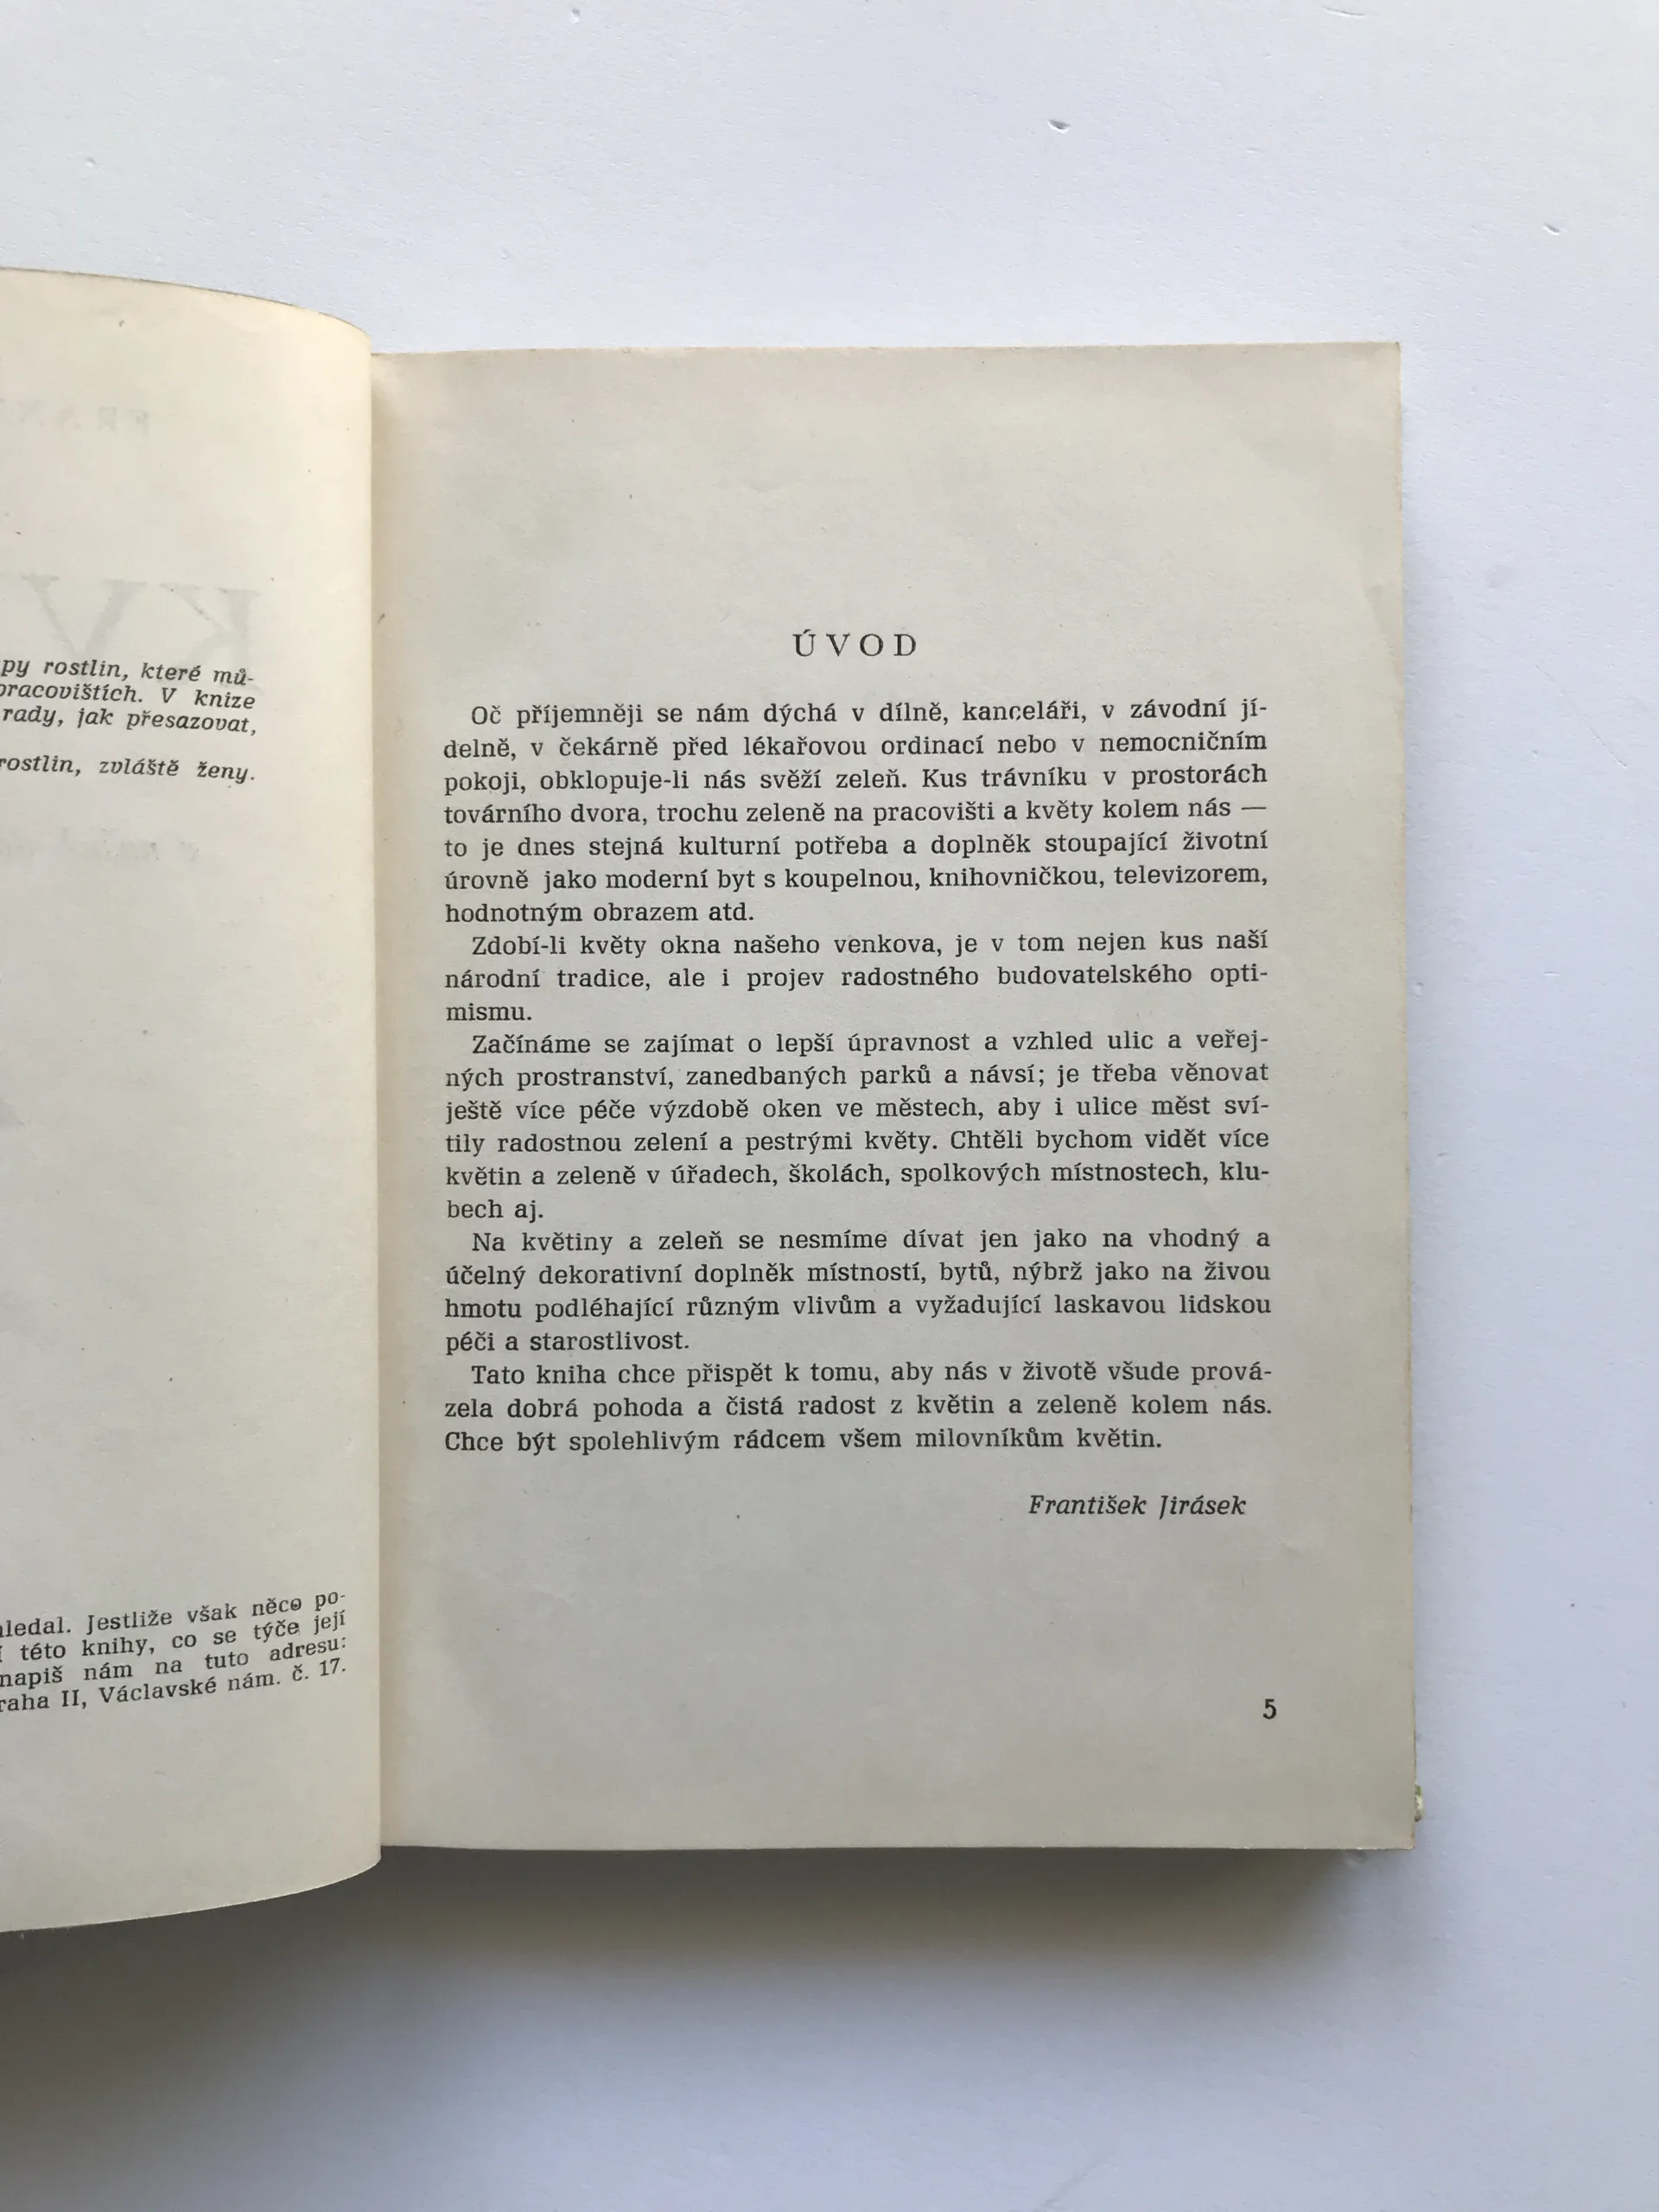 py rostlin, které mů-
pracovištích. V knize
rady, jak přesazovat,
rostlin, zvláště ženy.
hledal. Jestliže však něco po-
í této knihy, co se týče její
napiš nám na tuto adresu:
raha II, Václavské nám. č. 17.
ÚVOD
Oč příjemněji se nám dýchá v dílně, kanceláři, v závodní jí-
delně, v čekárně před lékařovou ordinací nebo v nemocničním
pokoji, obklopuje-li nás svěží zeleň. Kus trávníku v prostorách
továrního dvora, trochu zeleně na pracovišti a květy kolem nás —
to je dnes stejná kulturní potřeba a doplněk stoupající životní
úrovně jako moderní byt s koupelnou, knihovničkou, televizorem,
hodnotným obrazem atd.
Zdobí-li květy okna našeho venkova, je v tom nejen kus naší
národní tradice, ale i projev radostného budovatelského opti-
mismu.
Začínáme se zajímat o lepší úpravnost a vzhled ulic a veřej-
ných prostranství, zanedbaných parků a návsí; je třeba věnovat
ještě více péče výzdobě oken ve městech, aby i ulice měst sví-
tily radostnou zelení a pestrými květy. Chtěli bychom vidět více
květin a zeleně v úřadech, školách, spolkových místnostech, klu-
bech aj.
Na květiny a zeleň se nesmíme dívat jen jako na vhodný a
účelný dekorativní doplněk místností, bytů, nýbrž jako na živou
hmotu podléhající různým vlivům a vyžadující laskavou lidskou
péči a starostlivost.
Tato kniha chce přispět k tomu, aby nás v životě všude prová-
zela dobrá pohoda a čistá radost z květin a zeleně kolem nás.
Chce být spolehlivým rádcem všem milovníkům květin.
František Jirásek
5